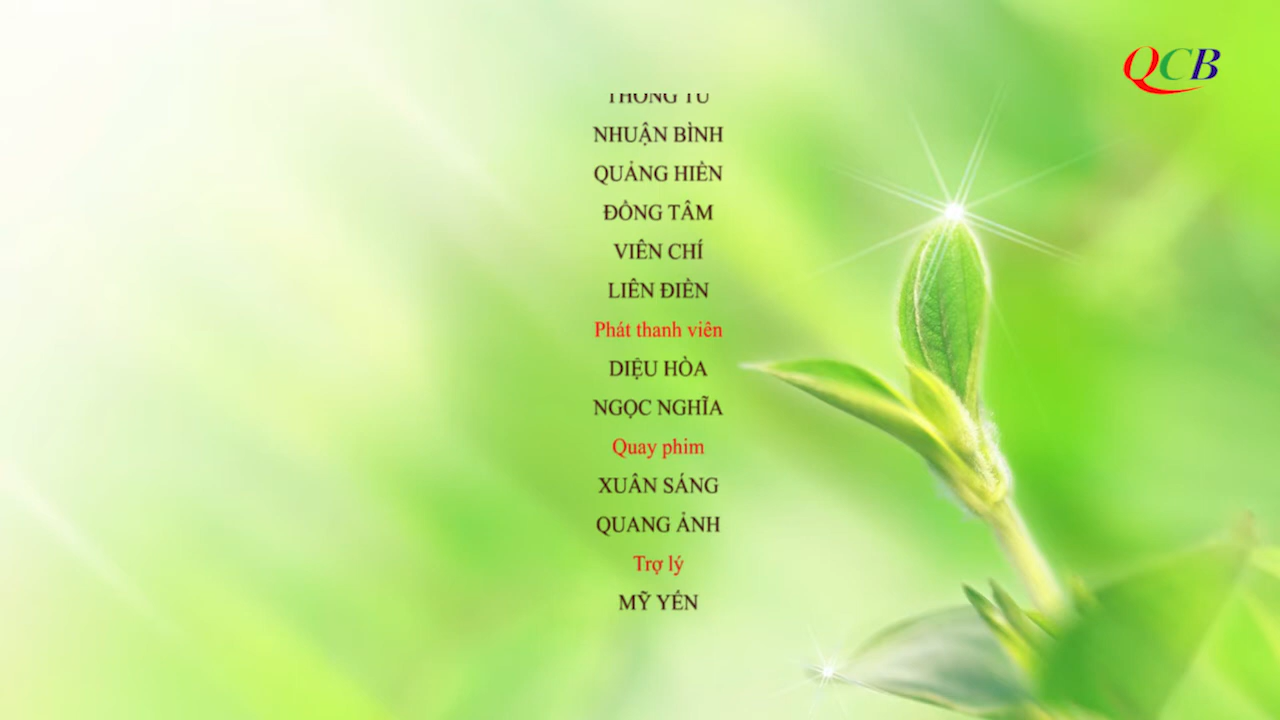 QCB
NHUẬN BÌNH
QUẢNG HIỀN
ĐỒNG TÂM
VIÊN CHÍ
LIÊN ĐIỀN
Phát thanh viên
DIỆU HÒA
NGỌC NGHĨA
Quay phim
XUÂN SÁNG
QUANG ẢNH
Trợ lý
MỸ YẾN